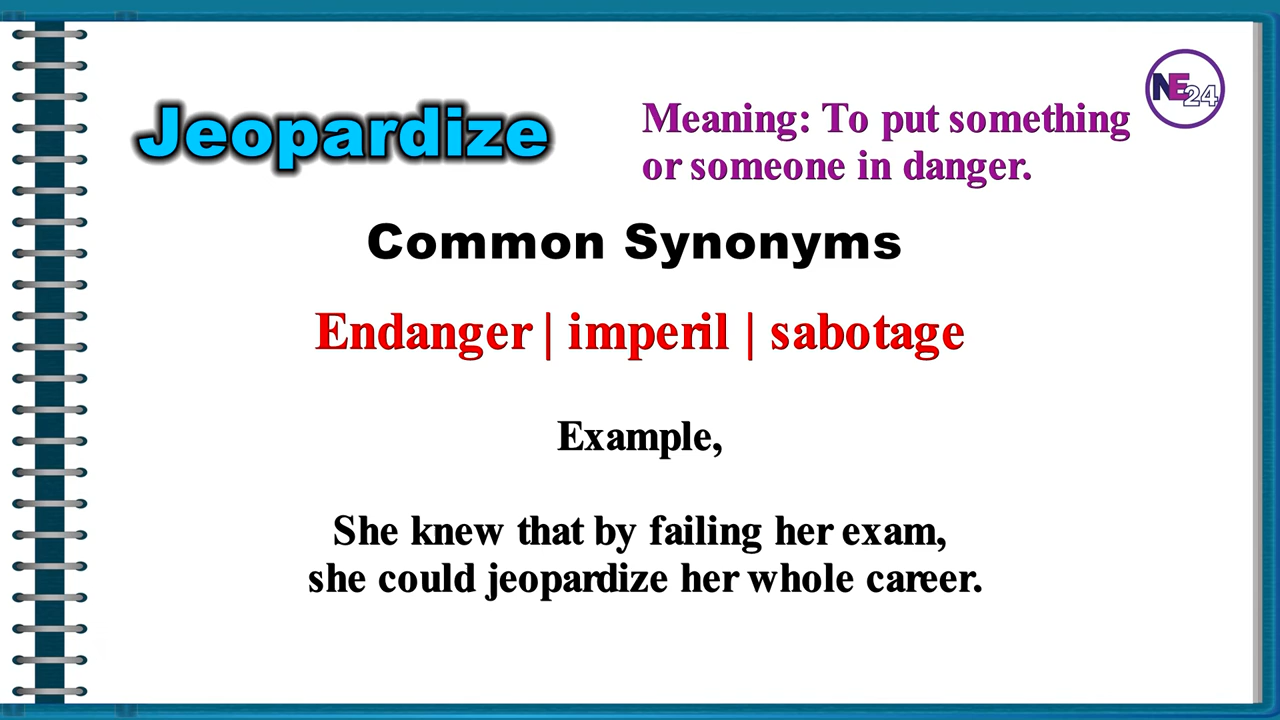 Jeopardize
Meaning: To put something
or someone in danger.
NE24
Common Synonyms
Endanger | imperil | sabotage
Example,
She knew that by failing her exam,
she could jeopardize her whole career.